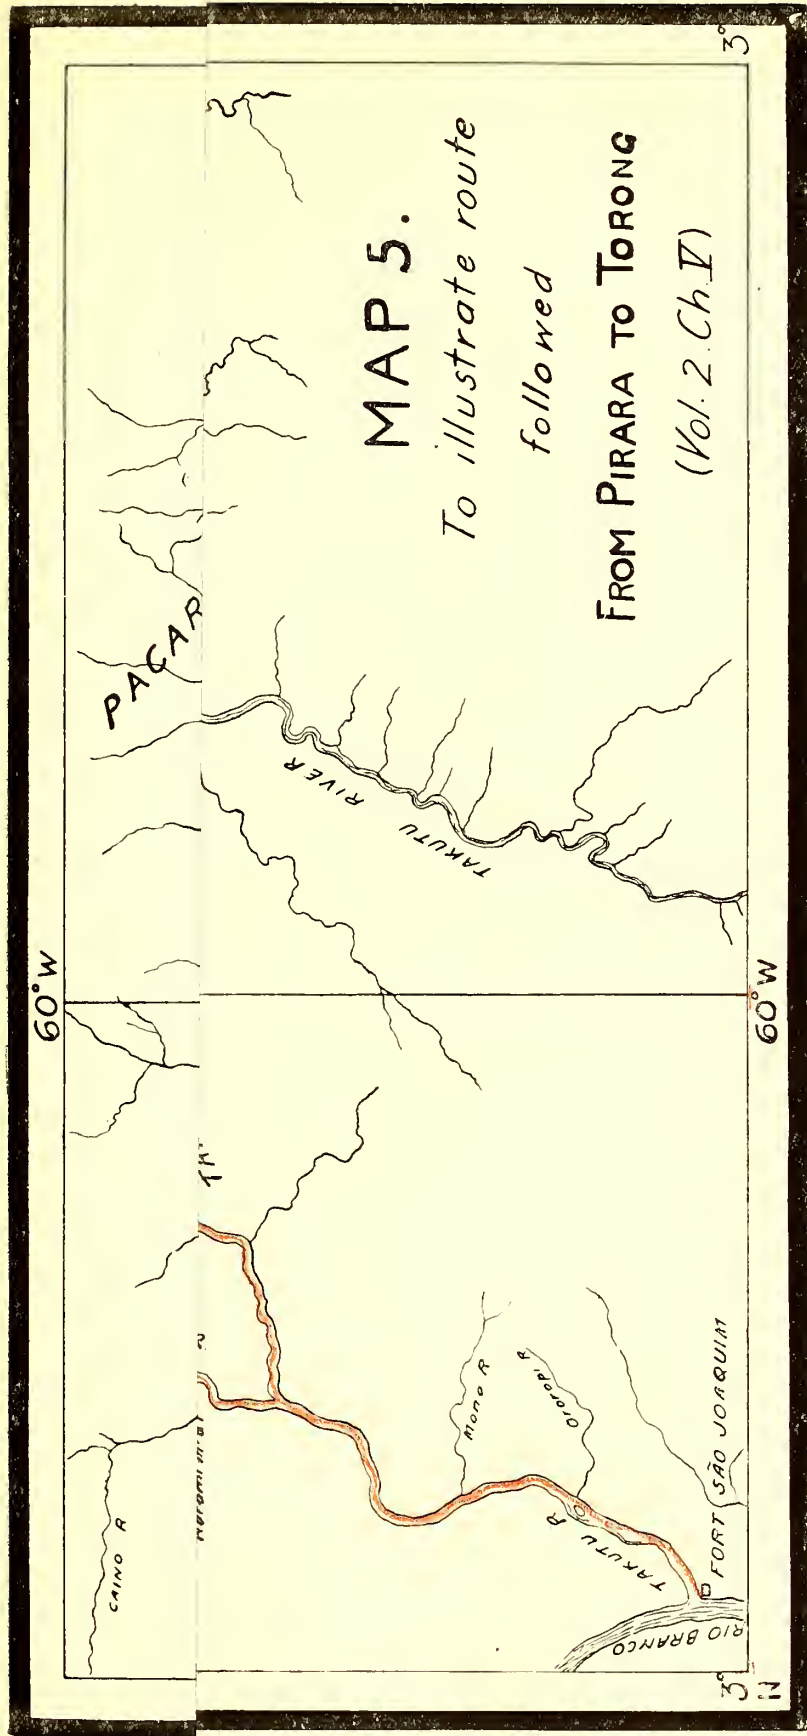 MAP 5.
To illustrate route
followed
FROM PIRARA TO TORONG
(Vol. 2. Ch. V)
3°
3°
N
60°W
60°W
PACAR
TAKUTU RIVER
CAINO R
MONO R
TAKUTU R
FORT SÃO JOAQUIM
RIO BRANCO